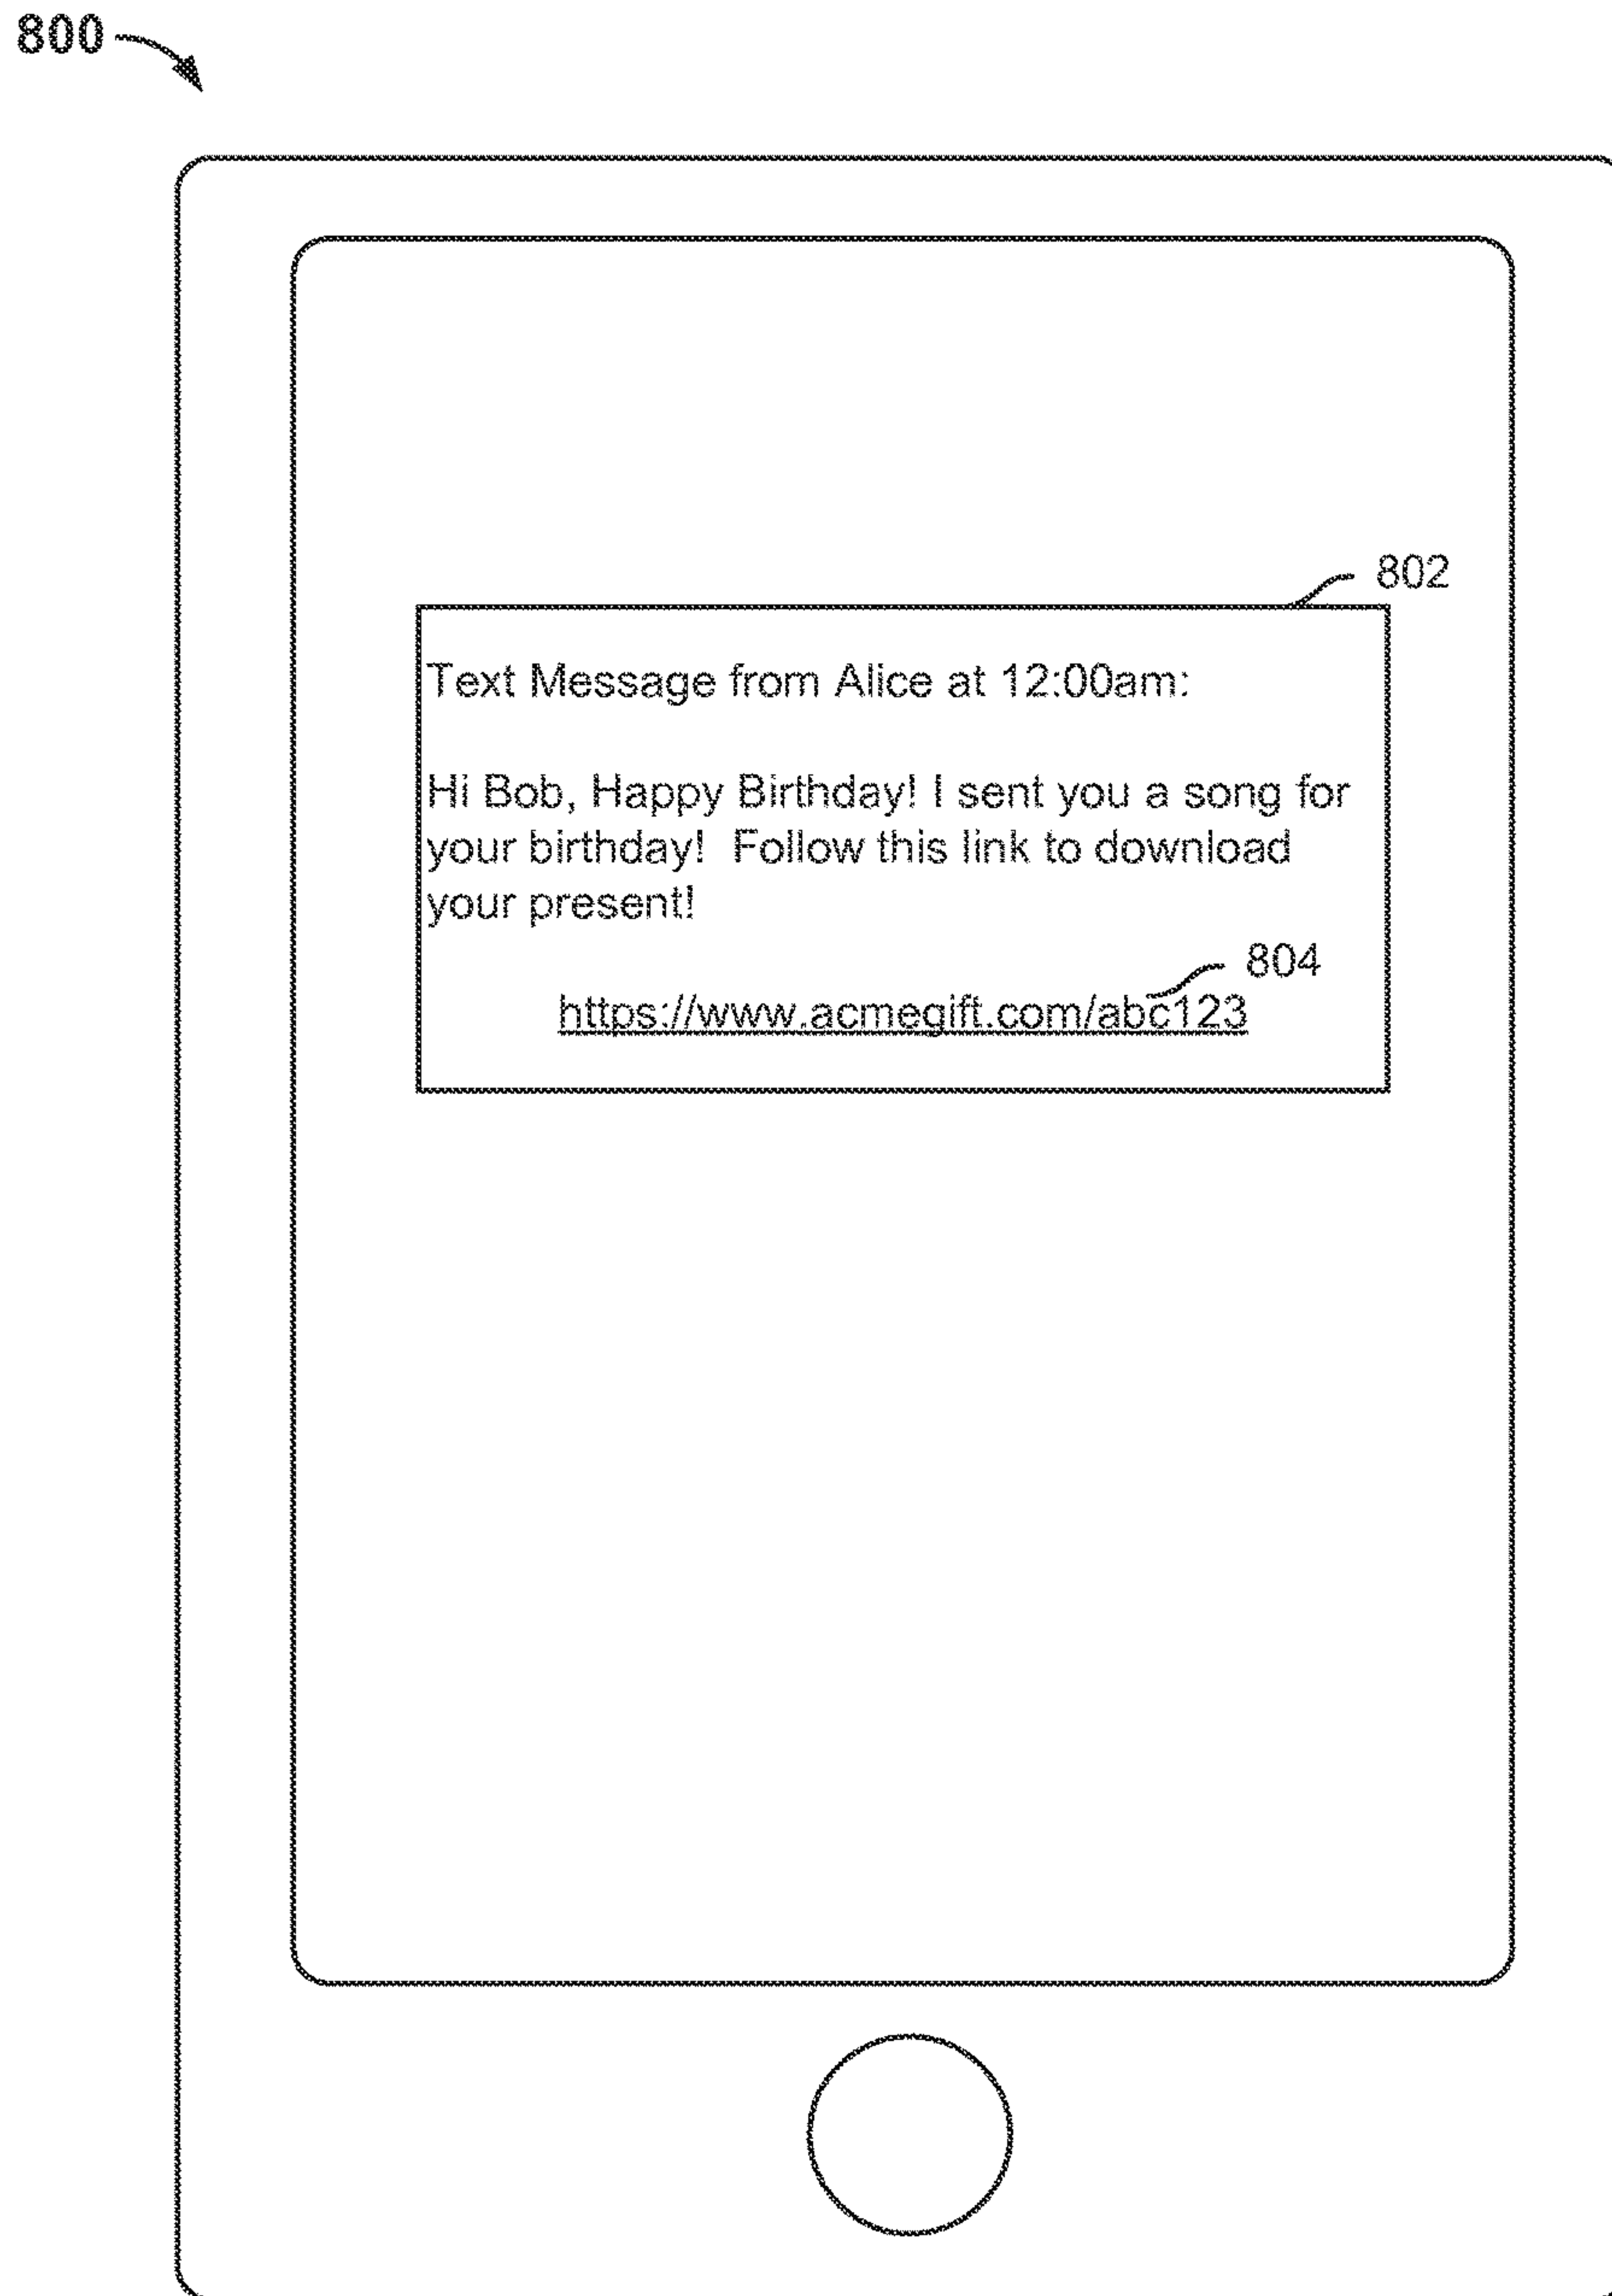 800
802
Text Message from Alice at 12:00am:
Hi Bob, Happy Birthday! I sent you a song for
your birthday!  Follow this link to download
your present!
804
https://www.acmegift.com/abc123